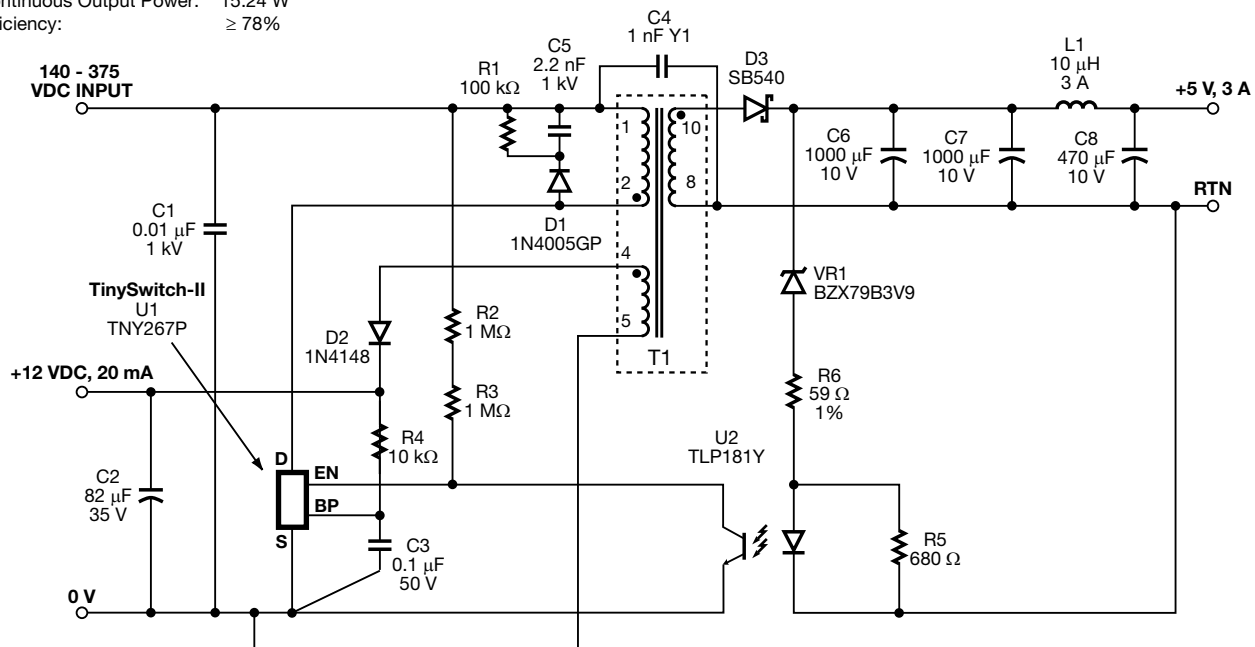 ontinuous Output Power: 15.24 W
iciency: ≥ 78%
C4
1 nF Y1
C5
2.2 nF
1 kV
R1
100 kΩ
D3
SB540
L1
10 µH
3 A
140 - 375
VDC INPUT
+5 V, 3 A
1
10
2
8
C6
1000 µF
10 V
C7
1000 µF
10 V
C8
470 µF
10 V
RTN
C1
0.01 µF
1 kV
D1
1N4005GP
4
5
T1
VR1
BZX79B3V9
TinySwitch-II
U1
TNY267P
D2
1N4148
R2
1 MΩ
+12 VDC, 20 mA
R3
1 MΩ
R6
59 Ω
1%
R4
10 kΩ
U2
TLP181Y
D
EN
BP
S
C2
82 µF
35 V
C3
0.1 µF
50 V
R5
680 Ω
0 V